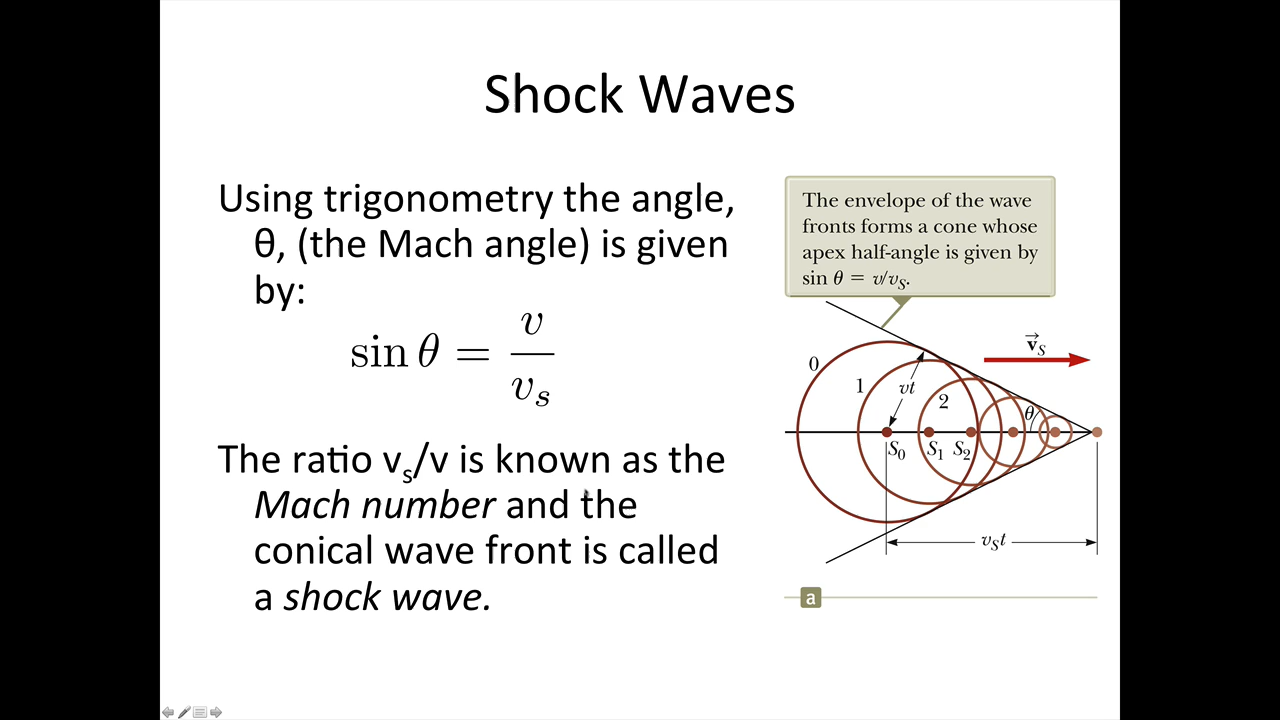 Shock Waves
Using trigonometry the angle,
θ, (the Mach angle) is given
by:
sin θ = v/v_s
The ratio v_s/v is known as the
Mach number and the
conical wave front is called
a shock wave.
The envelope of the wave
fronts forms a cone whose
apex half-angle is given by
sin θ = v/v_S.
v⃗_S
0
1
2
vt
θ
S_0 S_1 S_2
v_S t
a